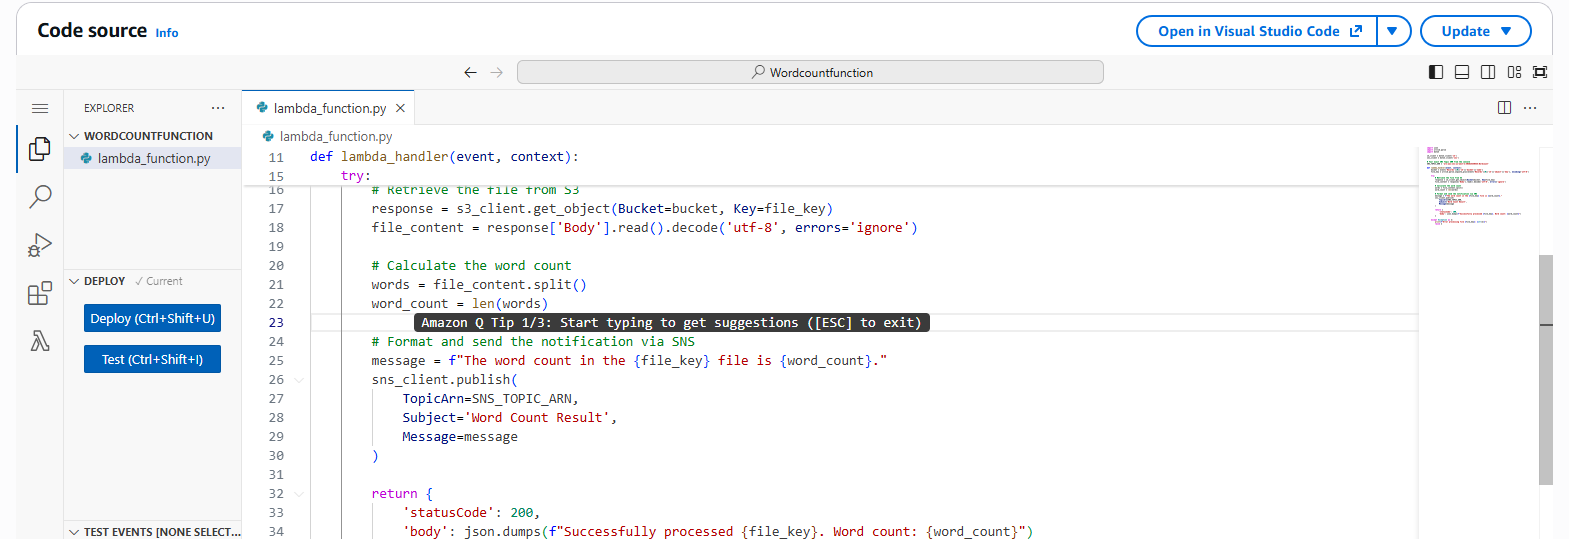 Code source Info
Open in Visual Studio Code
Update
Wordcountfunction
EXPLORER
WORDCOUNTFUNCTION
lambda_function.py
DEPLOY ✓ Current
Deploy (Ctrl+Shift+U)
Test (Ctrl+Shift+I)
TEST EVENTS [NONE SELECT...
lambda_function.py
lambda_function.py
11 def lambda_handler(event, context):
15 try:
16 # Retrieve the file from S3
17 response = s3_client.get_object(Bucket=bucket, Key=file_key)
18 file_content = response['Body'].read().decode('utf-8', errors='ignore')
19
20 # Calculate the word count
21 words = file_content.split()
22 word_count = len(words)
23 Amazon Q Tip 1/3: Start typing to get suggestions ([ESC] to exit)
24 # Format and send the notification via SNS
25 message = f"The word count in the {file_key} file is {word_count}."
26 sns_client.publish(
27 TopicArn=SNS_TOPIC_ARN,
28 Subject='Word Count Result',
29 Message=message
30 )
31
32 return {
33 'statusCode': 200,
34 'body': json.dumps(f"Successfully processed {file_key}. Word count: {word_count}")